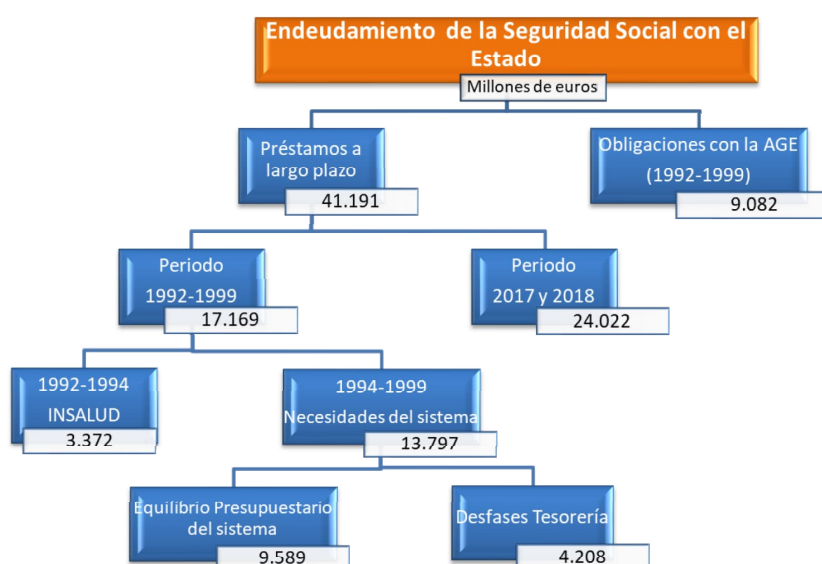 Endeudamiento de la Seguridad Social con el
Estado
Millones de euros
Préstamos a
largo plazo
41.191
Obligaciones con la AGE
(1992-1999)
9.082
Periodo
1992-1999
17.169
Periodo
2017 y 2018
24.022
1992-1994
INSALUD
3.372
1994-1999
Necesidades del sistema
13.797
Equilibrio Presupuestario
del sistema
9.589
Desfases Tesorería
4.208